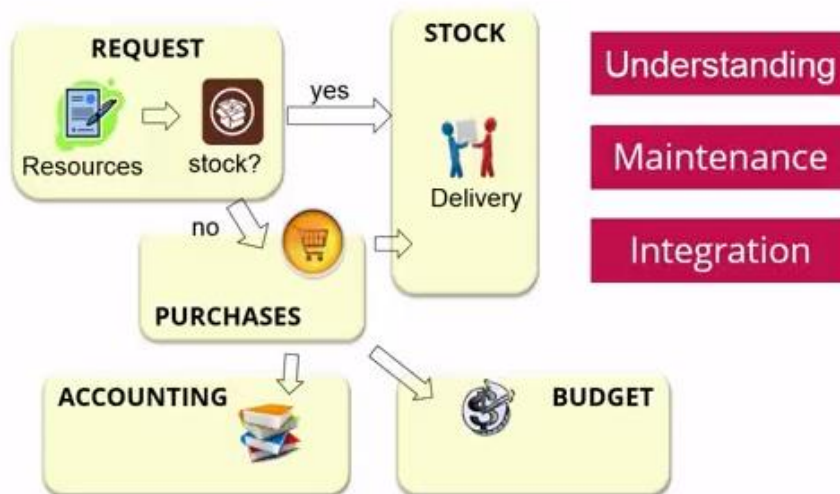 REQUEST
Resources
stock?
yes
no
STOCK
Delivery
PURCHASES
ACCOUNTING
BUDGET
Understanding
Maintenance
Integration